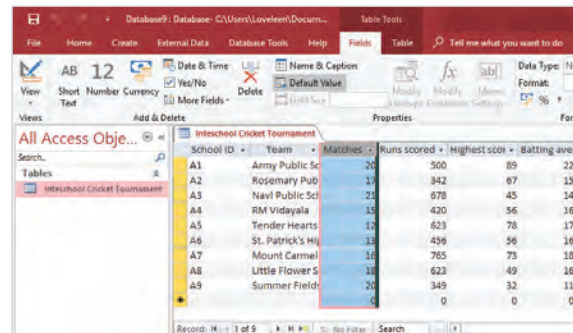 Database9 : Database- C:\Users\Loveleen\Docum...
Table Tools
File Home Create External Data Database Tools Help Fields Table Tell me what you want to do
View
AB Short Text
12 Number
Currency
Date & Time
Yes/No
More Fields
Delete
Name & Caption
Default Value
Field Size
Modify Lookups
fx Modify Expression
ab| Memo Settings
Data Type:
Format:
%
Views Add & Delete Properties
All Access Obje...
Search..
Tables
Inteschool Cricket Tournament
Inteschool Cricket Tournament
School ID Team Matches Runs scored Highest scor Batting ave
A1 Army Public Sc 20 500 89 22
A2 Rosemary Pub 17 342 67 15
A3 Navl Public Sch 21 678 45 14
A4 RM Vidayala 15 420 56 16
A5 Tender Hearts 12 623 78 17
A6 St. Patrick's Hig 13 456 56 16
A7 Mount Carmel 16 765 73 18
A8 Little Flower S 18 623 49 16
A9 Summer Fields 20 349 32 11
0 0 0
Record: 1 of 9 No Filter Search